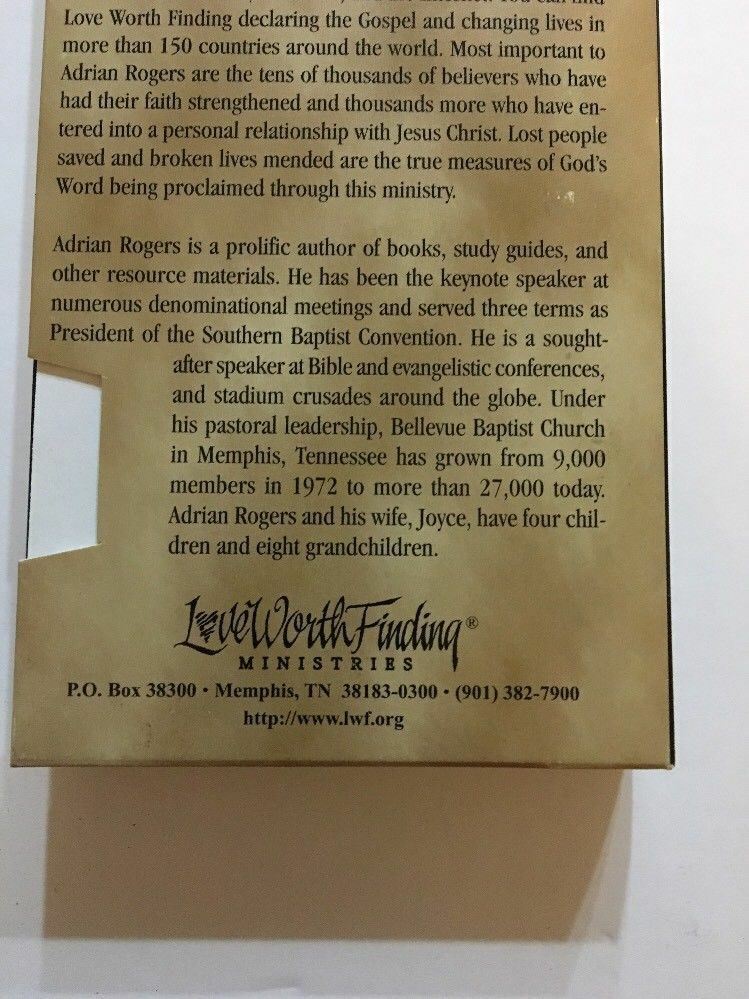 You can find
Love Worth Finding declaring the Gospel and changing lives in
more than 150 countries around the world. Most important to
Adrian Rogers are the tens of thousands of believers who have
had their faith strengthened and thousands more who have en-
tered into a personal relationship with Jesus Christ. Lost people
saved and broken lives mended are the true measures of God's
Word being proclaimed through this ministry.
Adrian Rogers is a prolific author of books, study guides, and
other resource materials. He has been the keynote speaker at
numerous denominational meetings and served three terms as
President of the Southern Baptist Convention. He is a sought-
after speaker at Bible and evangelistic conferences,
and stadium crusades around the globe. Under
his pastoral leadership, Bellevue Baptist Church
in Memphis, Tennessee has grown from 9,000
members in 1972 to more than 27,000 today.
Adrian Rogers and his wife, Joyce, have four chil-
dren and eight grandchildren.
LoveWorthFinding®
MINISTRIES
P.O. Box 38300 • Memphis, TN 38183-0300 • (901) 382-7900
http://www.lwf.org